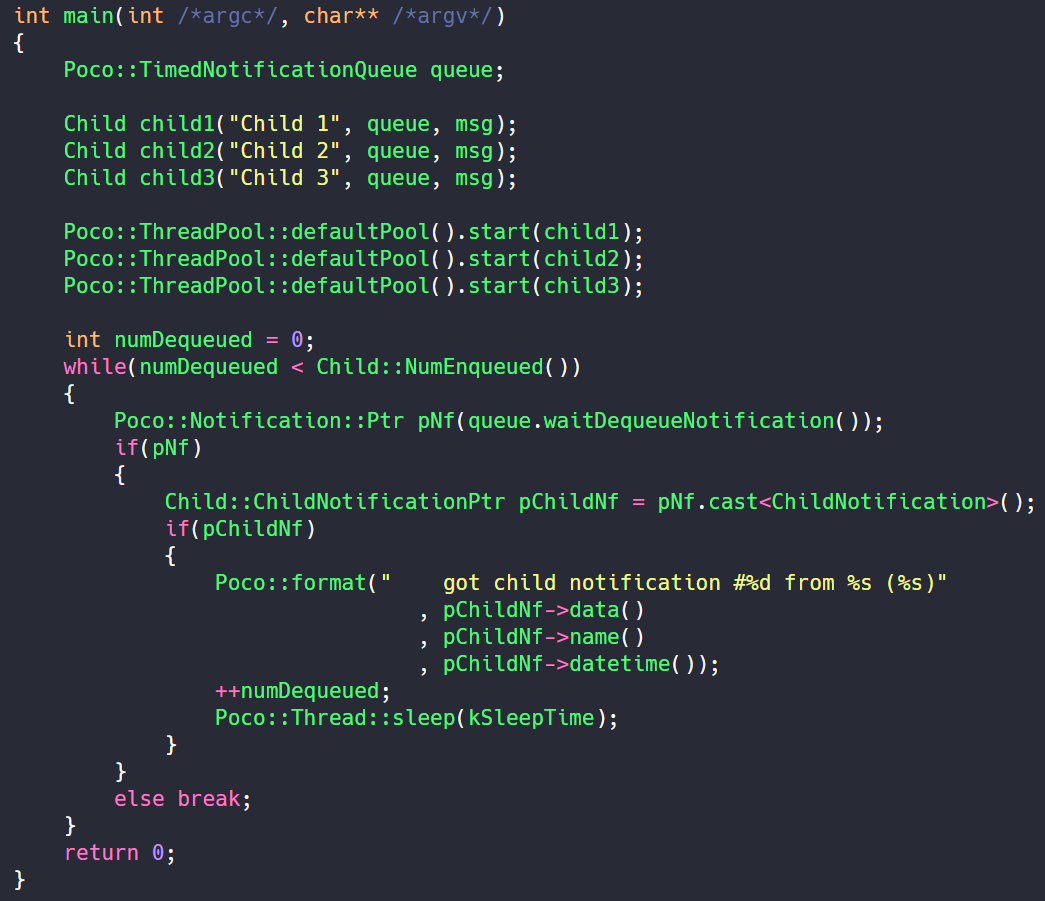 int main(int /*argc*/, char** /*argv*/)
{
    Poco::TimedNotificationQueue queue;

    Child child1("Child 1", queue, msg);
    Child child2("Child 2", queue, msg);
    Child child3("Child 3", queue, msg);

    Poco::ThreadPool::defaultPool().start(child1);
    Poco::ThreadPool::defaultPool().start(child2);
    Poco::ThreadPool::defaultPool().start(child3);

    int numDequeued = 0;
    while(numDequeued < Child::NumEnqueued())
    {
        Poco::Notification::Ptr pNf(queue.waitDequeueNotification());
        if(pNf)
        {
            Child::ChildNotificationPtr pChildNf = pNf.cast<ChildNotification>();
            if(pChildNf)
            {
                Poco::format("    got child notification #%d from %s (%s)"
                                , pChildNf->data()
                                , pChildNf->name()
                                , pChildNf->datetime());
                ++numDequeued;
                Poco::Thread::sleep(kSleepTime);
            }
        }
        else break;
    }
    return 0;
}